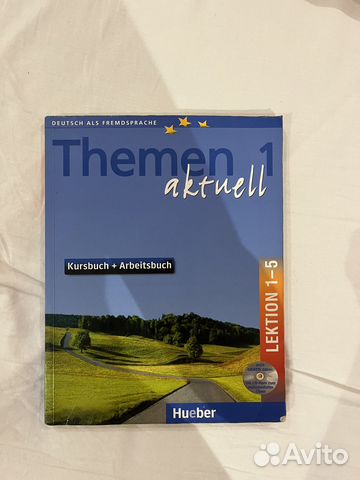 DEUTSCH ALS FREMDSPRACHE
Themen 1
aktuell
Kursbuch + Arbeitsbuch
LEKTION 1–5
Hueber
Avito